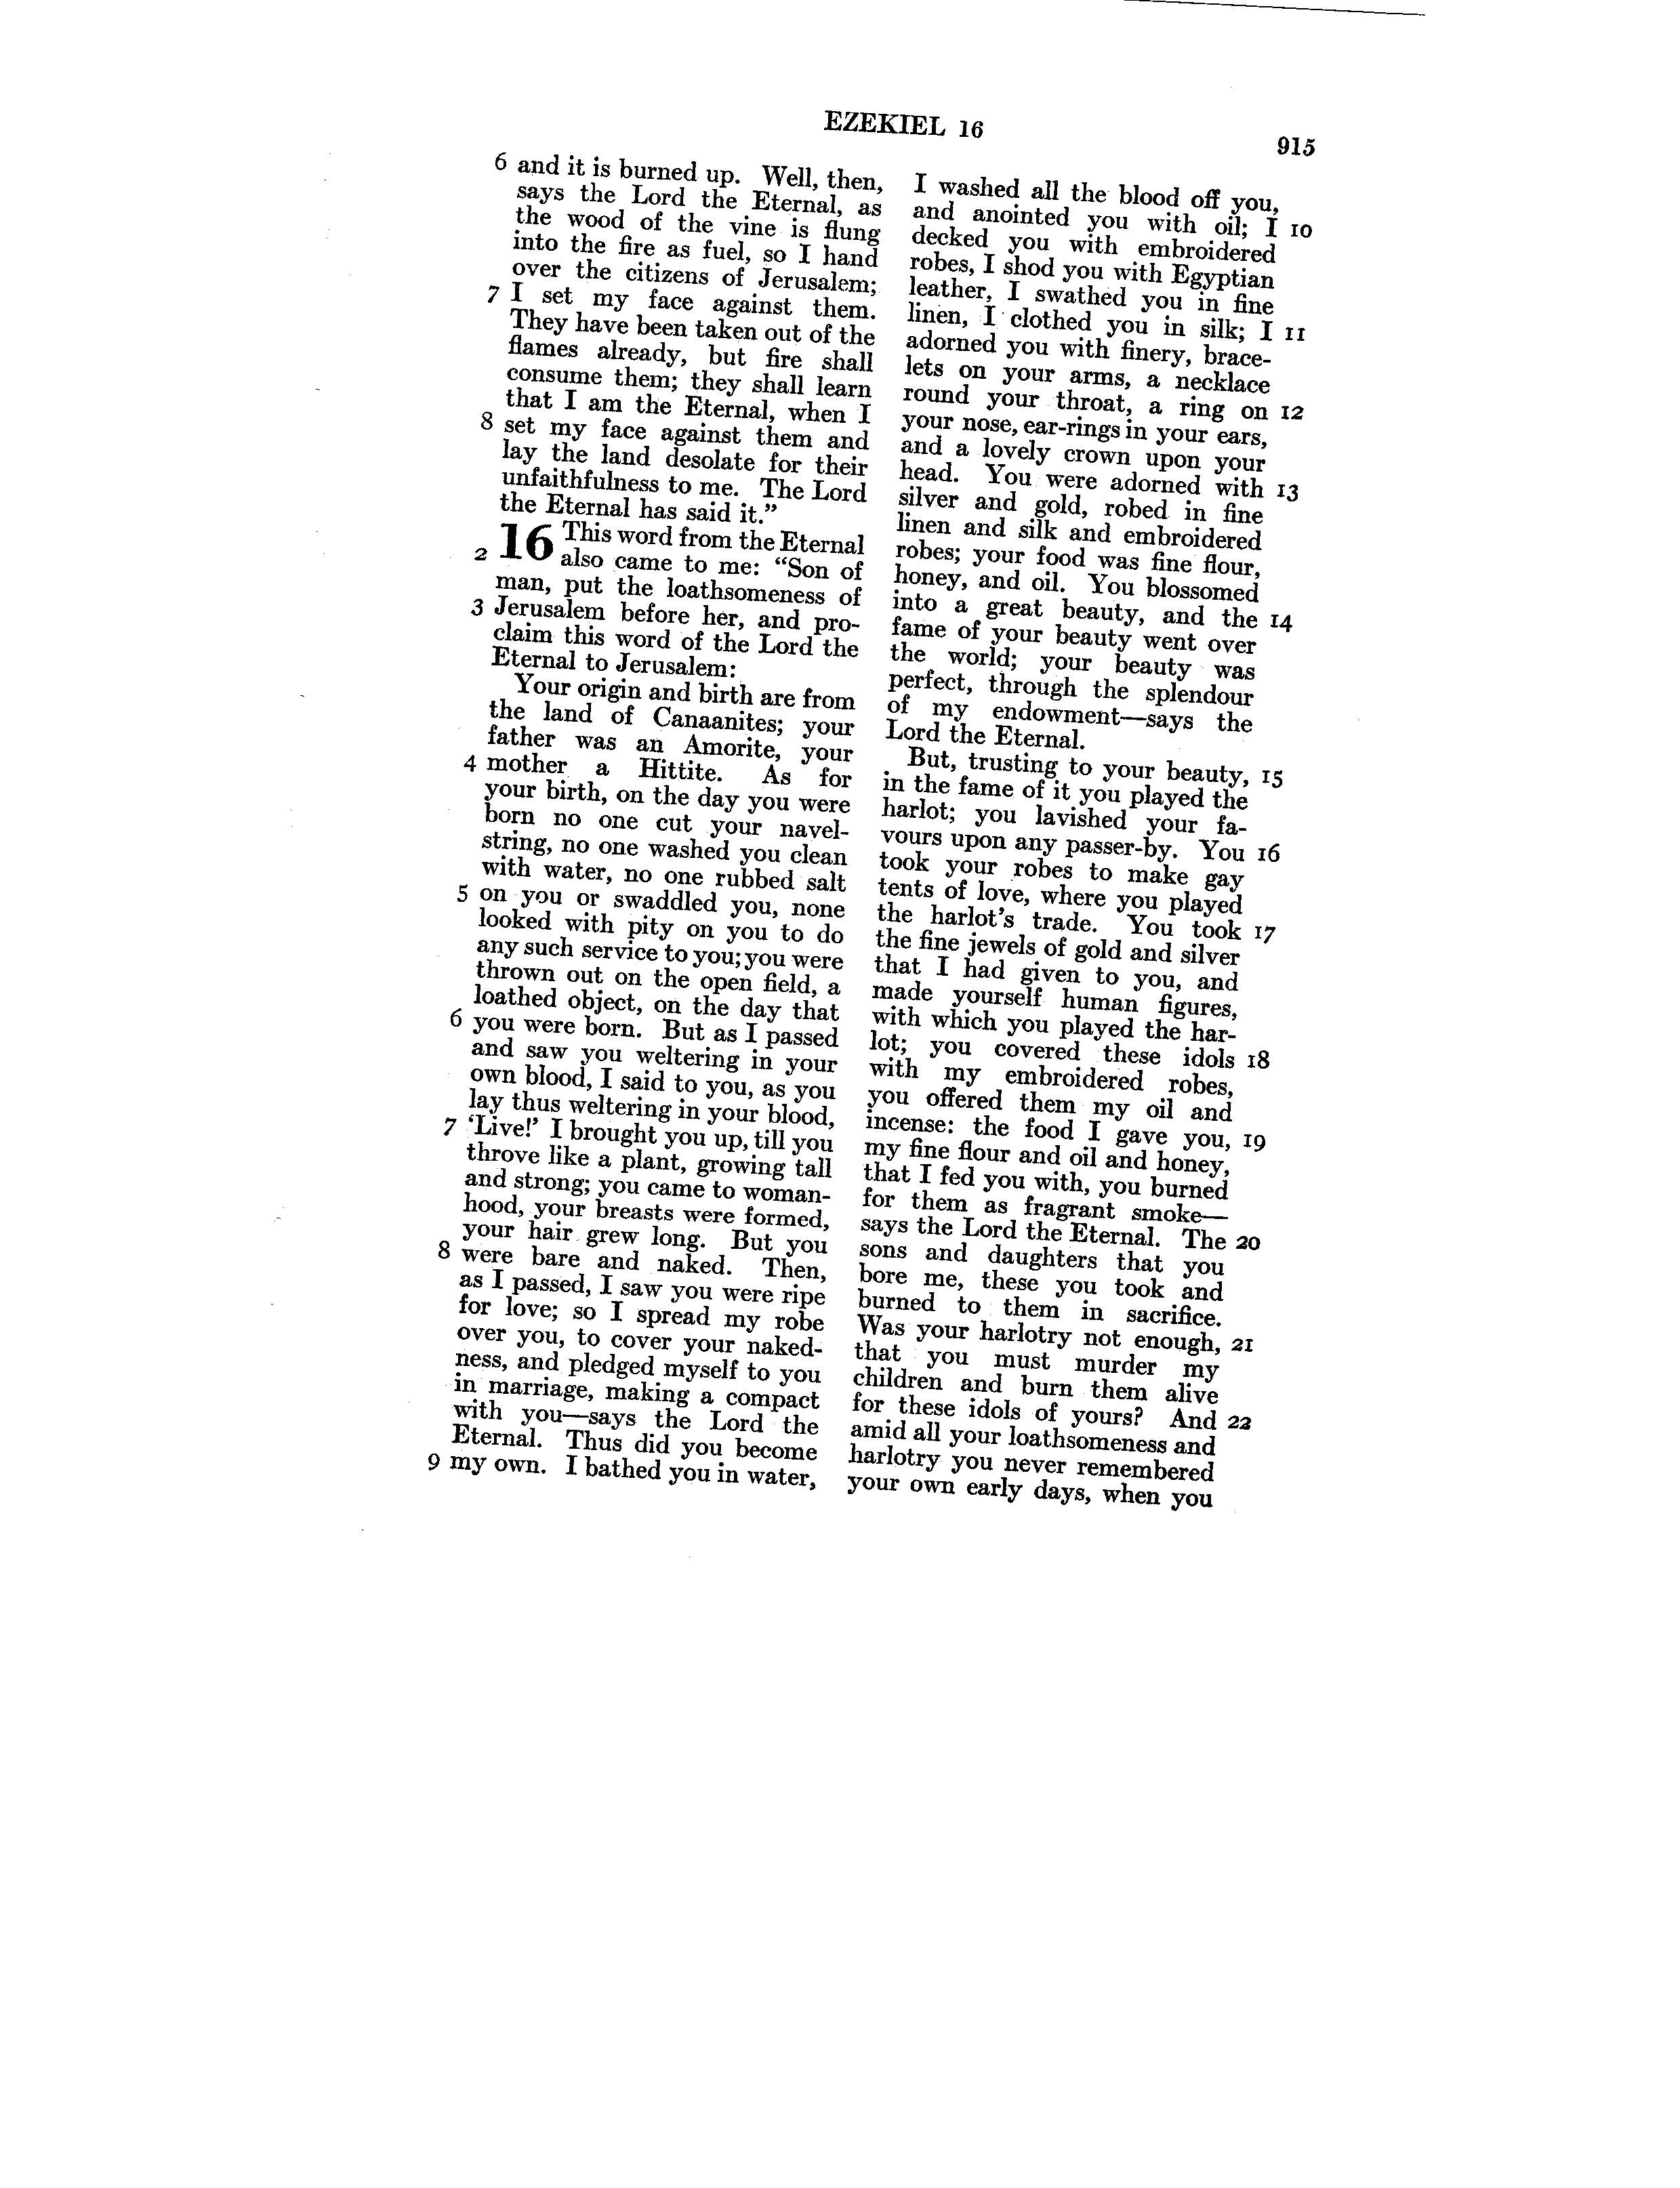 EZEKIEL 16
915
6 and it is burned up. Well, then,
says the Lord the Eternal, as
the wood of the vine is flung
into the fire as fuel, so I hand
over the citizens of Jerusalem;
7 I set my face against them.
They have been taken out of the
flames already, but fire shall
consume them; they shall learn
that I am the Eternal, when I
8 set my face against them and
lay the land desolate for their
unfaithfulness to me. The Lord
the Eternal has said it.”
16 This word from the Eternal
2 also came to me: “Son of
man, put the loathsomeness of
3 Jerusalem before her, and pro-
claim this word of the Lord the
Eternal to Jerusalem:
Your origin and birth are from
the land of Canaanites; your
father was an Amorite, your
4 mother a Hittite. As for
your birth, on the day you were
born no one cut your navel-
string, no one washed you clean
with water, no one rubbed salt
5 on you or swaddled you, none
looked with pity on you to do
any such service to you; you were
thrown out on the open field, a
loathed object, on the day that
6 you were born. But as I passed
and saw you weltering in your
own blood, I said to you, as you
lay thus weltering in your blood,
7 ‘Live!’ I brought you up, till you
throve like a plant, growing tall
and strong; you came to woman-
hood, your breasts were formed,
your hair grew long. But you
8 were bare and naked. Then,
as I passed, I saw you were ripe
for love; so I spread my robe
over you, to cover your naked-
ness, and pledged myself to you
in marriage, making a compact
with you—says the Lord the
Eternal. Thus did you become
9 my own. I bathed you in water,
I washed all the blood off you,
and anointed you with oil; I 10
decked you with embroidered
robes, I shod you with Egyptian
leather, I swathed you in fine
linen, I clothed you in silk; I 11
adorned you with finery, brace-
lets on your arms, a necklace
round your throat, a ring on 12
your nose, ear-rings in your ears,
and a lovely crown upon your
head. You were adorned with 13
silver and gold, robed in fine
linen and silk and embroidered
robes; your food was fine flour,
honey, and oil. You blossomed
into a great beauty, and the 14
fame of your beauty went over
the world; your beauty was
perfect, through the splendour
of my endowment—says the
Lord the Eternal.
But, trusting to your beauty, 15
in the fame of it you played the
harlot; you lavished your fa-
vours upon any passer-by. You 16
took your robes to make gay
tents of love, where you played
the harlot’s trade. You took 17
the fine jewels of gold and silver
that I had given to you, and
made yourself human figures,
with which you played the har-
lot; you covered these idols 18
with my embroidered robes,
you offered them my oil and
incense: the food I gave you, 19
my fine flour and oil and honey,
that I fed you with, you burned
for them as fragrant smoke—
says the Lord the Eternal. The 20
sons and daughters that you
bore me, these you took and
burned to them in sacrifice.
Was your harlotry not enough, 21
that you must murder my
children and burn them alive
for these idols of yours? And 22
amid all your loathsomeness and
harlotry you never remembered
your own early days, when you